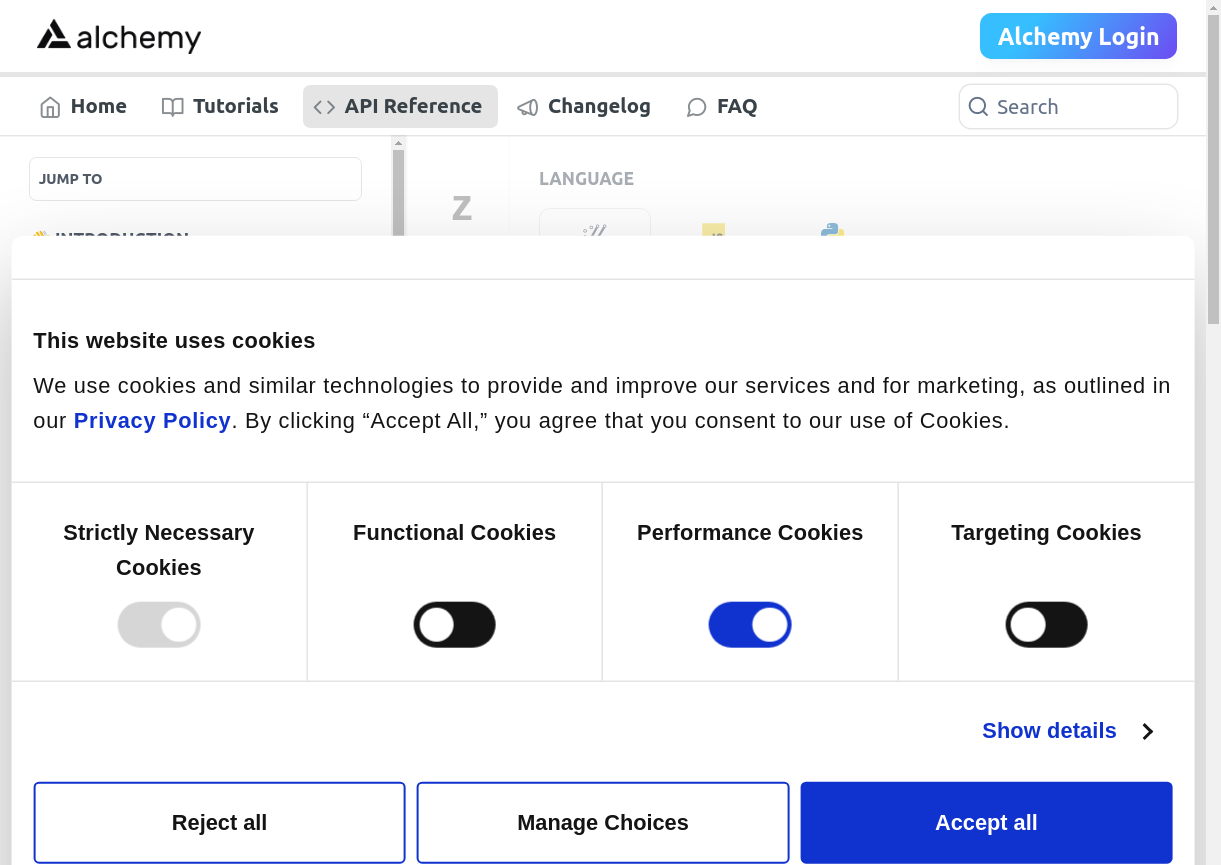 alchemy
Alchemy Login
Home
Tutorials
API Reference
Changelog
FAQ
Search
JUMP TO
LANGUAGE
Z
INTRODUCTION
JS
This website uses cookies
We use cookies and similar technologies to provide and improve our services and for marketing, as outlined in
our Privacy Policy. By clicking “Accept All,” you agree that you consent to our use of Cookies.
Strictly Necessary
Cookies
Functional Cookies
Performance Cookies
Targeting Cookies
Show details
Reject all
Manage Choices
Accept all